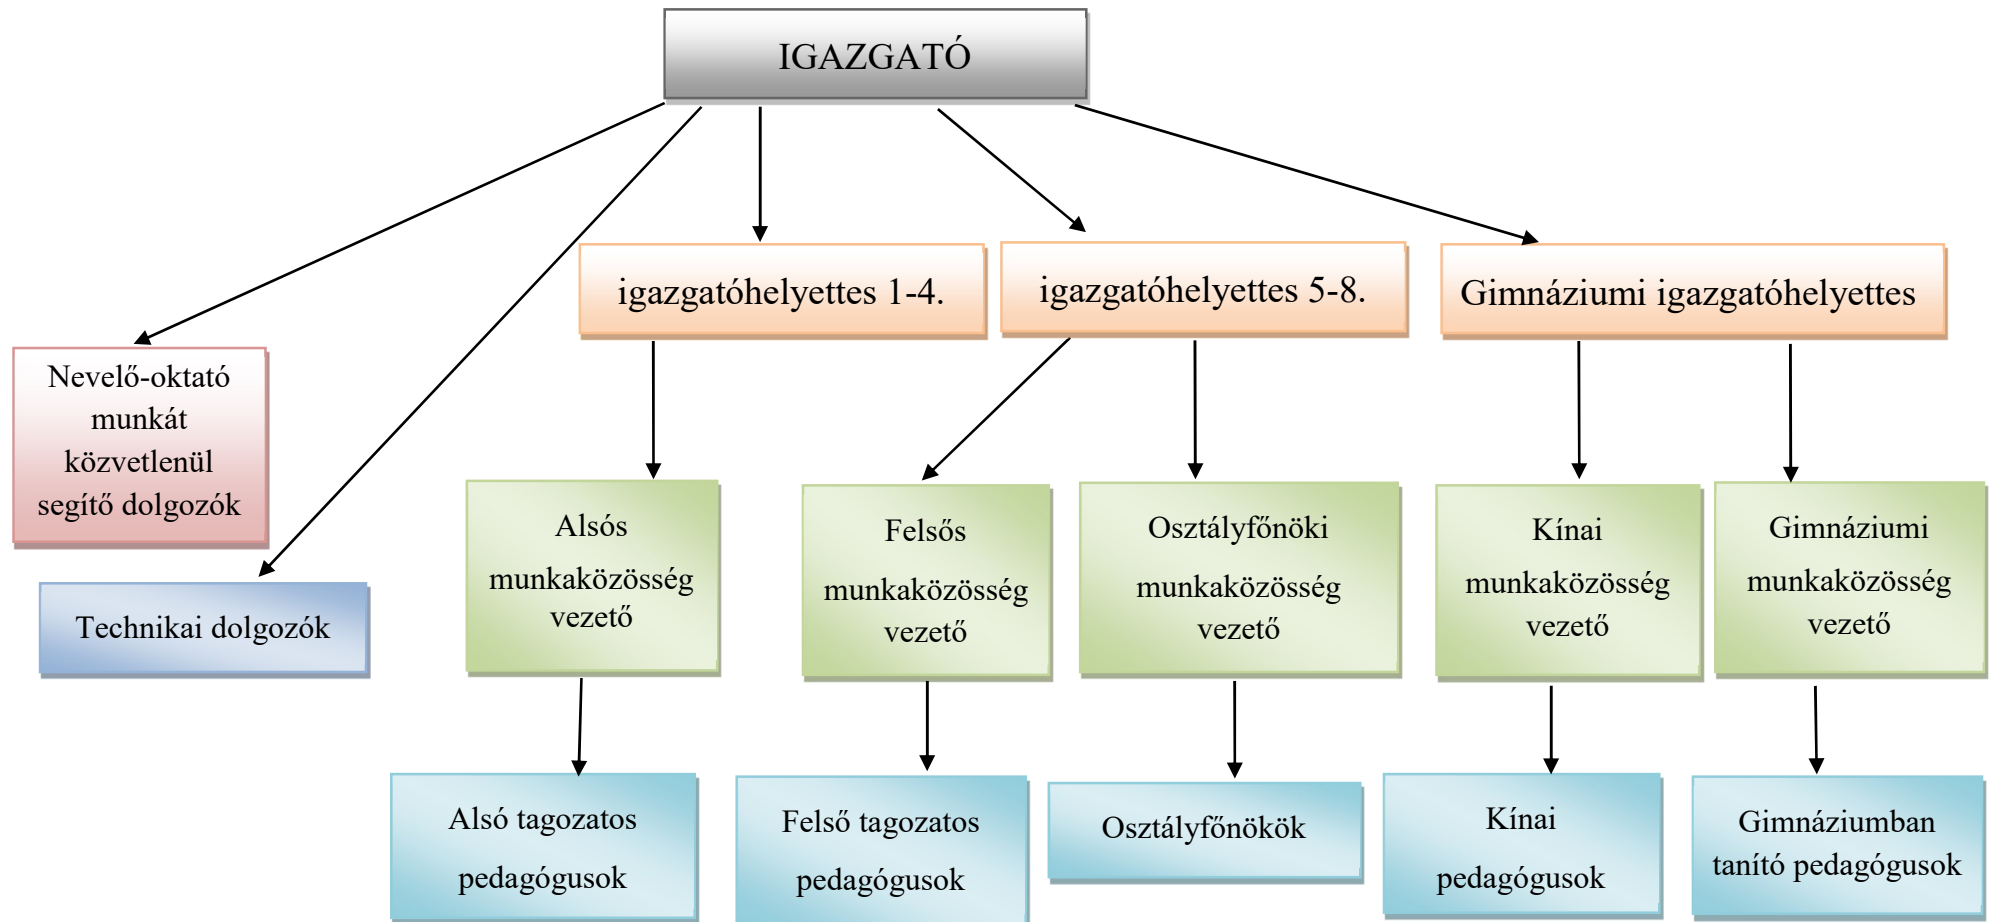 IGAZGATÓ
igazgatóhelyettes 1-4.
igazgatóhelyettes 5-8.
Gimnáziumi igazgatóhelyettes
Nevelő-oktató
munkát
közvetlenül
segítő dolgozók
Technikai dolgozók
Alsós
munkaközösség
vezető
Felsős
munkaközösség
vezető
Osztályfőnöki
munkaközösség
vezető
Kínai
munkaközösség
vezető
Gimnáziumi
munkaközösség
vezető
Alsó tagozatos
pedagógusok
Felső tagozatos
pedagógusok
Osztályfőnökök
Kínai
pedagógusok
Gimnáziumban
tanító pedagógusok